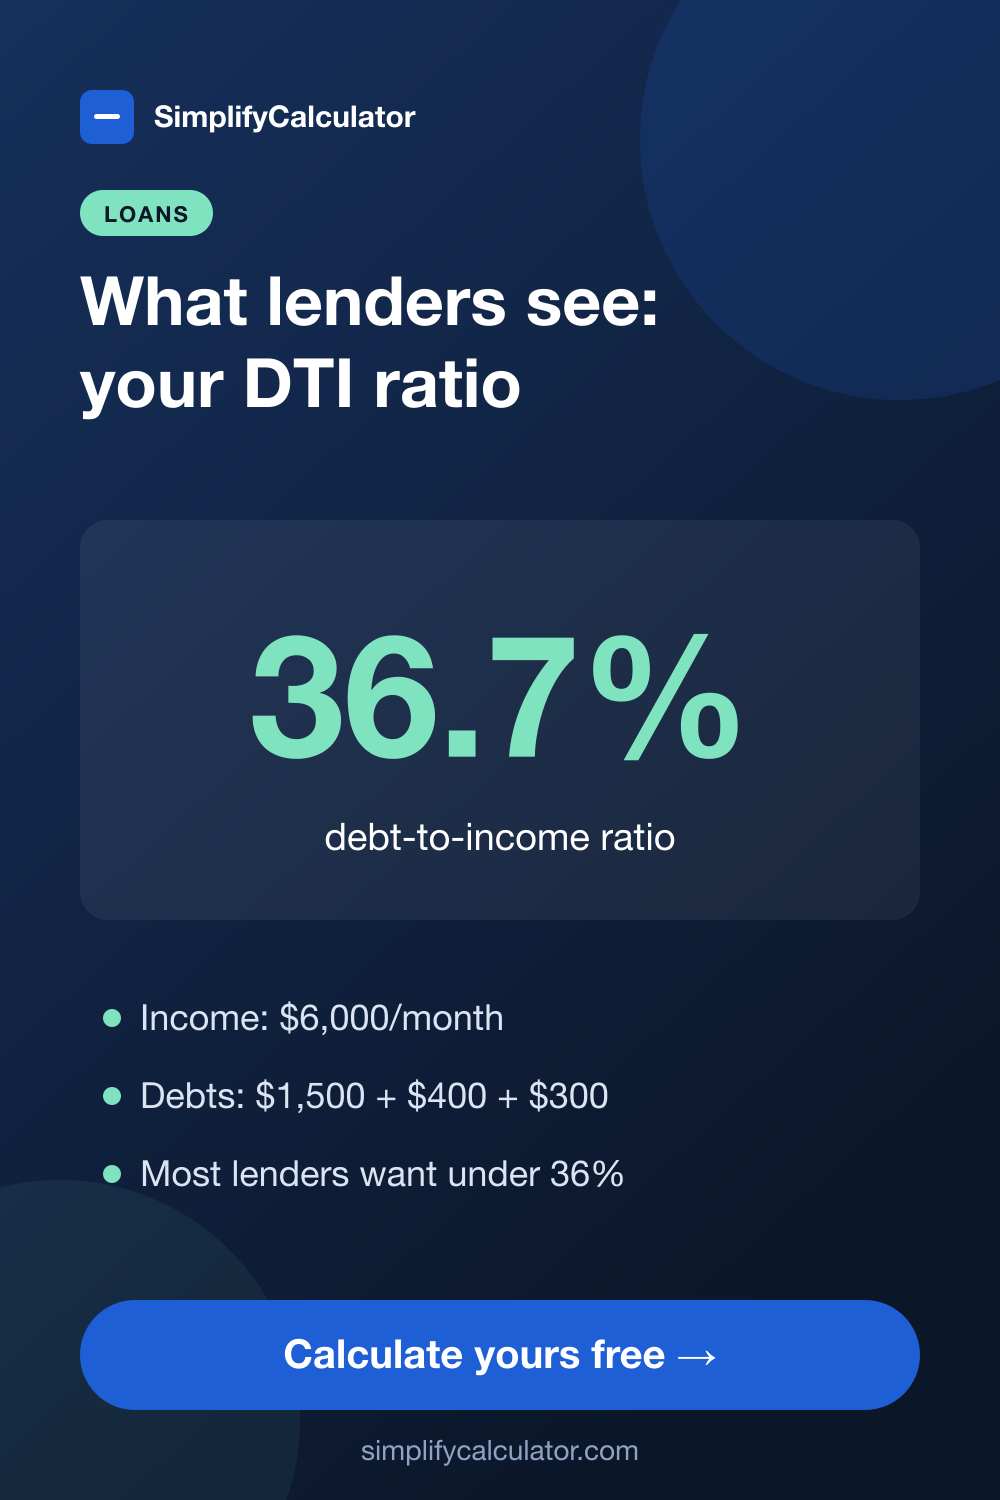 SimplifyCalculator
LOANS
What lenders see:
your DTI ratio
36.7%
debt-to-income ratio
Income: $6,000/month
Debts: $1,500 + $400 + $300
Most lenders want under 36%
Calculate yours free →
simplifycalculator.com